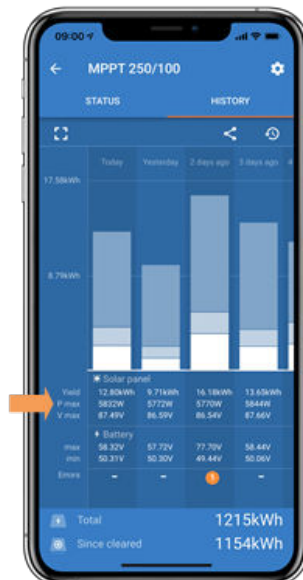 09:00
MPPT 250/100
STATUS HISTORY
Today Yesterday 2 days ago 3 days ago 4
17.58kWh
8.79kWh
Solar panel
Yield 12.80kWh 9.71kWh 16.18kWh 13.65kWh
P max 5832W 5772W 5770W 5844W
V max 87.49V 86.59V 86.54V 87.66V
Battery
max 58.32V 57.72V 77.70V 58.44V
min 50.31V 50.30V 49.44V 50.06V
Errors - - 1 -
Total 1215kWh
Since cleared 1154kWh